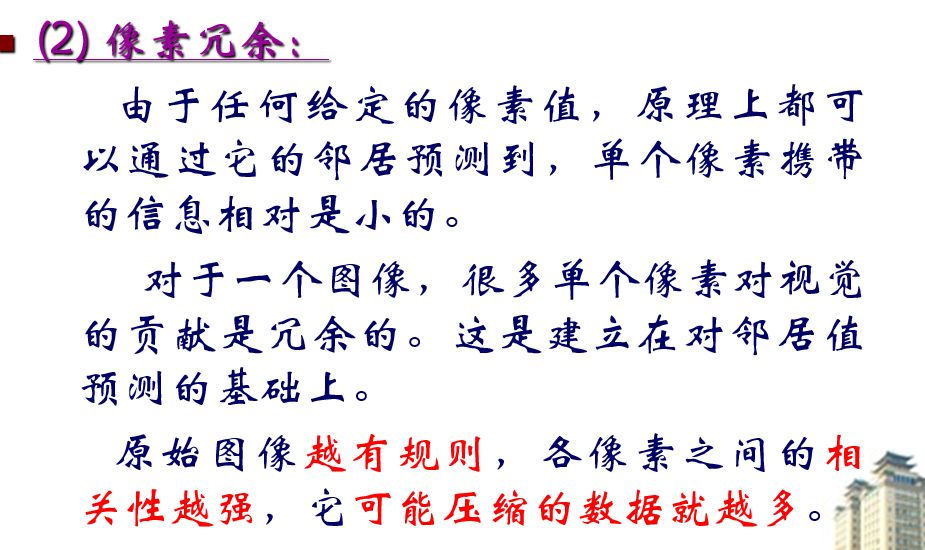 (2) 像素冗余：
由于任何给定的像素值，原理上都可
以通过它的邻居预测到，单个像素携带
的信息相对是小的。
对于一个图像，很多单个像素对视觉
的贡献是冗余的。这是建立在对邻居值
预测的基础上。
原始图像越有规则，各像素之间的相
关性越强，它可能压缩的数据就越多。